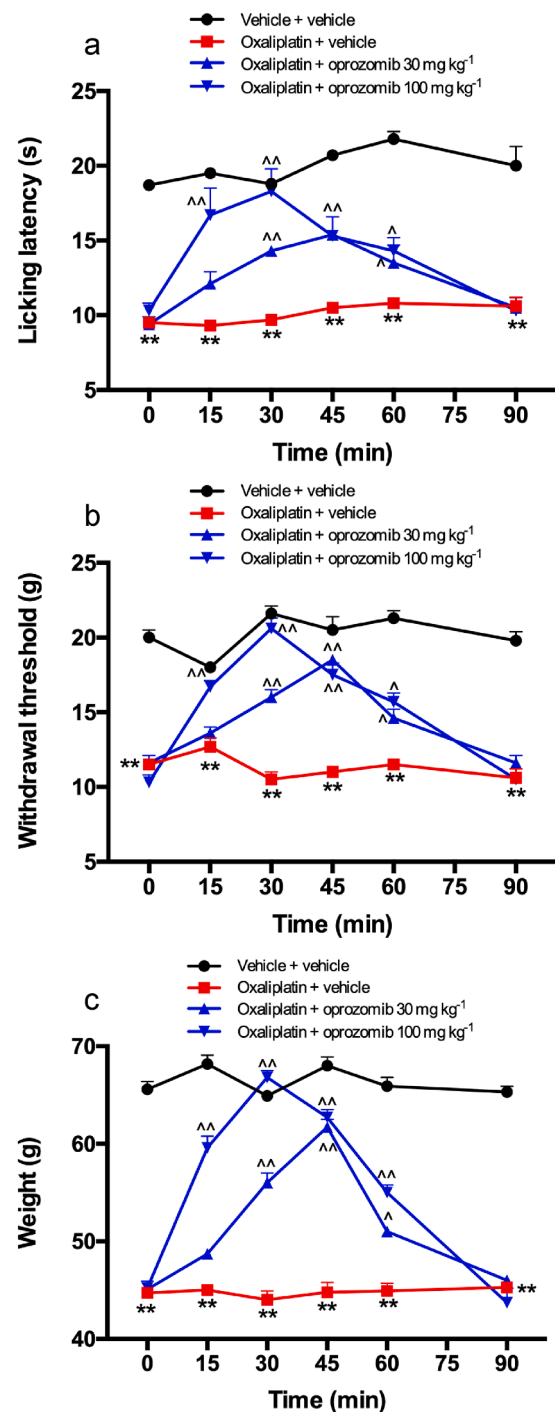 Vehicle + vehicle
Oxaliplatin + vehicle
Oxaliplatin + oprozomib 30 mg kg-1
Oxaliplatin + oprozomib 100 mg kg-1
a
Licking latency (s)
25
20
15
10
5
^^
^^
^^
^^
^
^
** ** ** ** ** **
0 15 30 45 60 75 90
Time (min)
Vehicle + vehicle
Oxaliplatin + vehicle
Oxaliplatin + oprozomib 30 mg kg-1
Oxaliplatin + oprozomib 100 mg kg-1
b
Withdrawal threshold (g)
25
20
15
10
5
^^
^^
^^
^^
^^
^
^
** ** ** ** ** **
0 15 30 45 60 75 90
Time (min)
Vehicle + vehicle
Oxaliplatin + vehicle
Oxaliplatin + oprozomib 30 mg kg-1
Oxaliplatin + oprozomib 100 mg kg-1
c
Weight (g)
70
60
50
40
^^
^^
^^
^^
^^
^^
^
** ** ** ** ** **
0 15 30 45 60 75 90
Time (min)